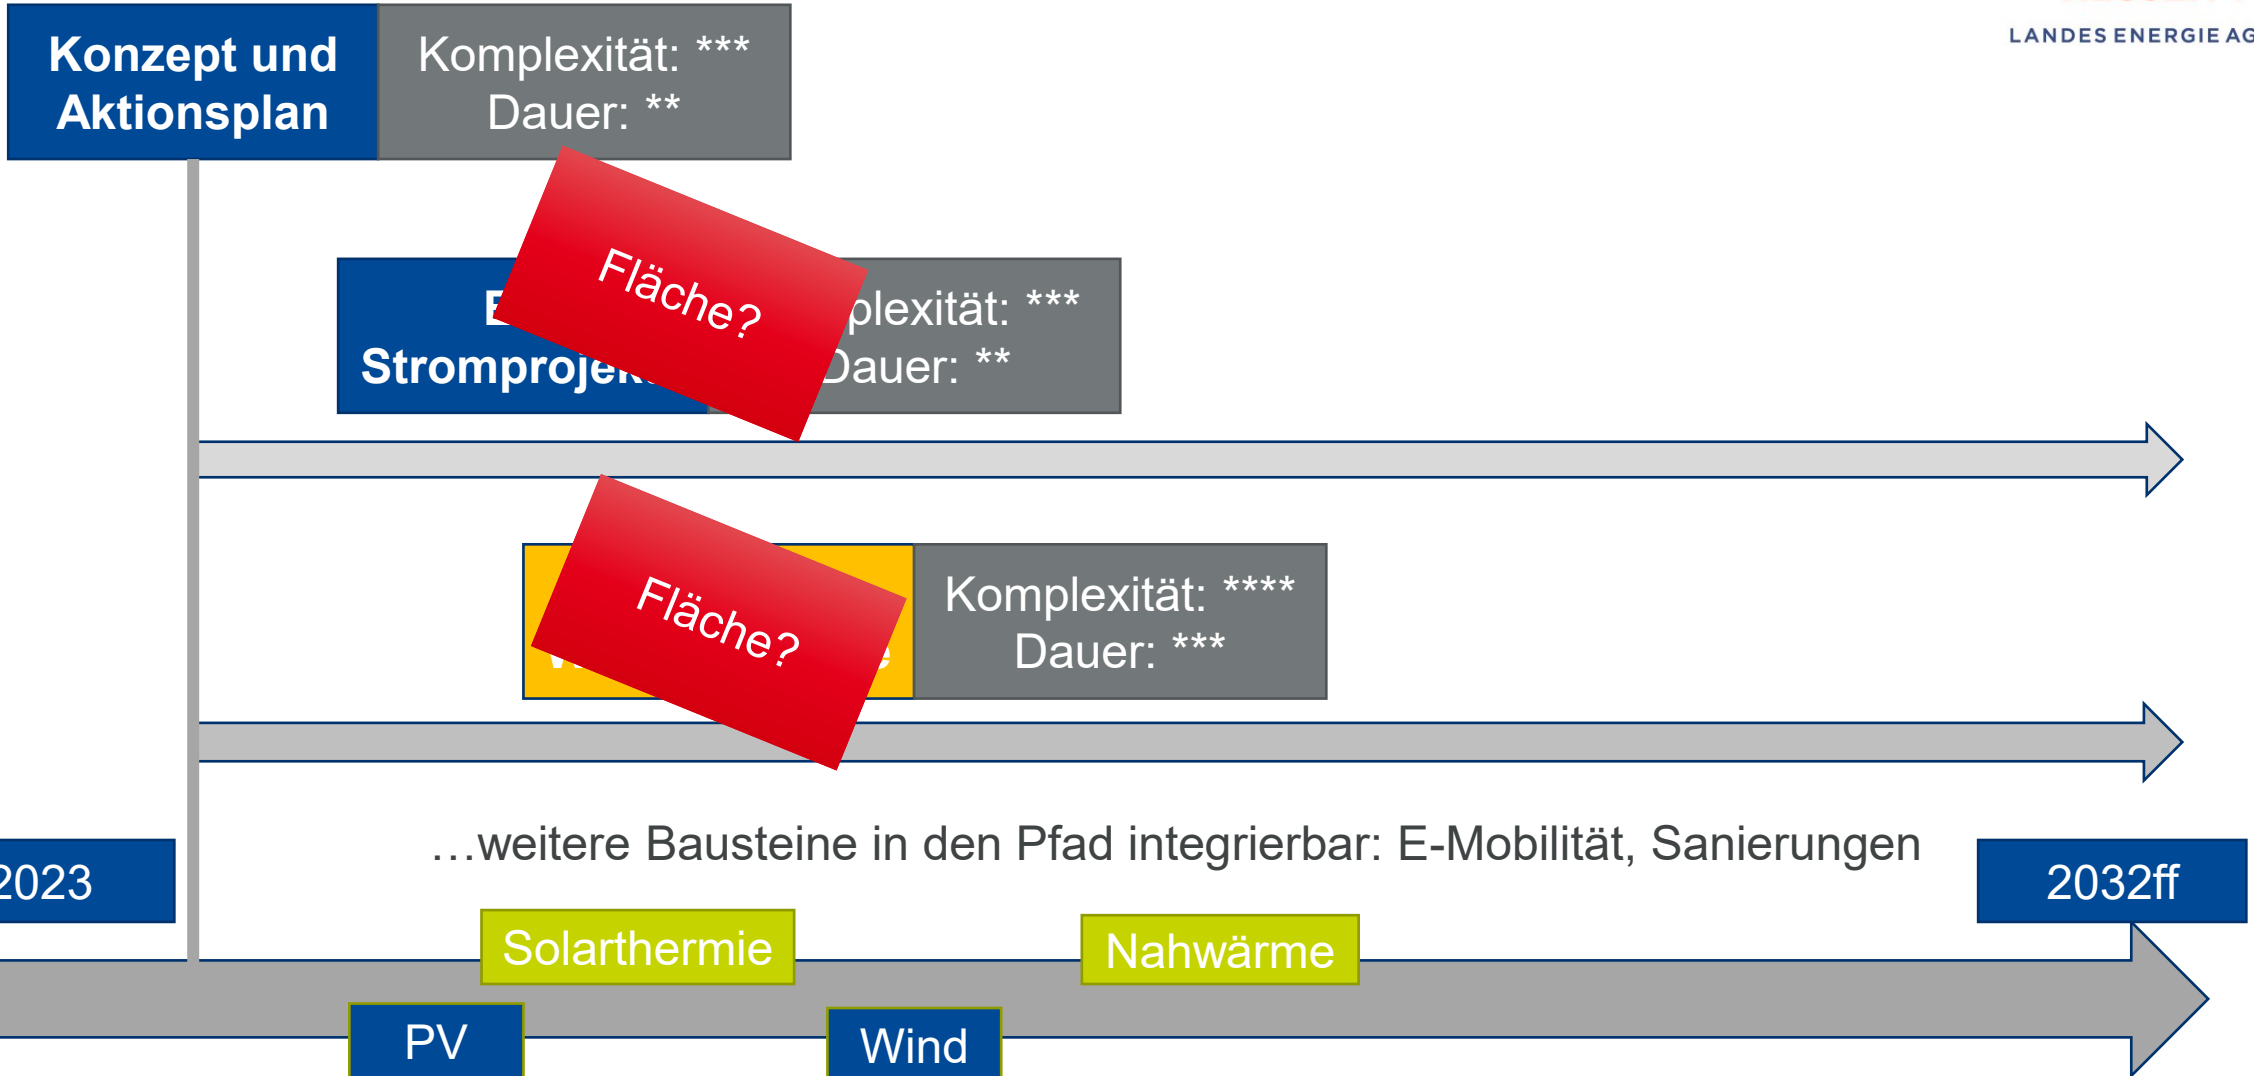 LANDES ENERGIE AG
Konzept und
Aktionsplan
Komplexität: ***
Dauer: **
Fläche?
plexität: ***
Stromprojek
Dauer: **
Fläche?
Komplexität: ****
Dauer: ***
…weitere Bausteine in den Pfad integrierbar: E-Mobilität, Sanierungen
2023
2032ff
Solarthermie
Nahwärme
PV
Wind